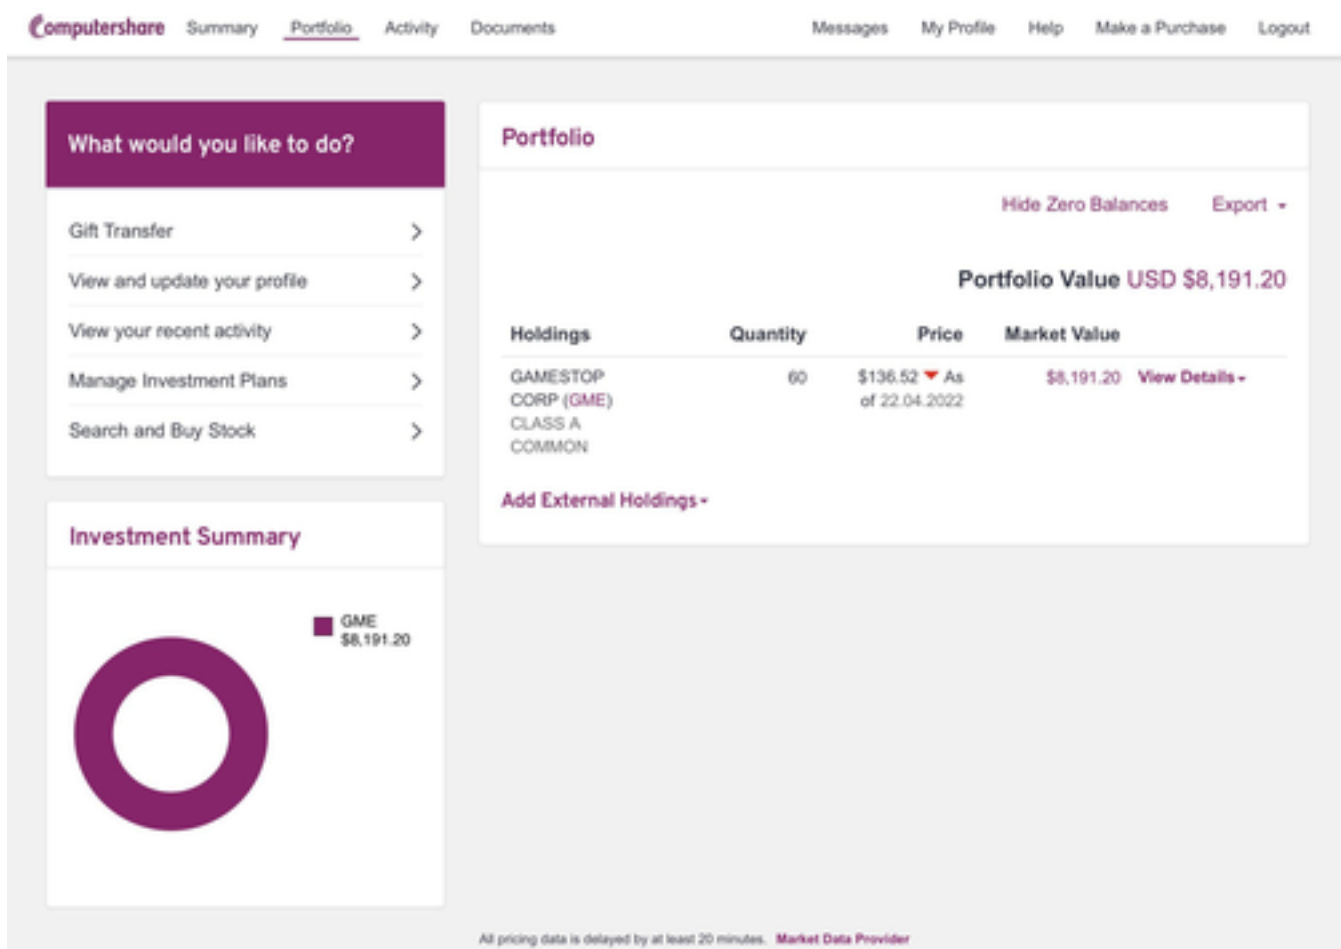 Computershare Summary Portfolio Activity Documents Messages My Profile Help Make a Purchase Logout
What would you like to do?
Gift Transfer
View and update your profile
View your recent activity
Manage Investment Plans
Search and Buy Stock
Investment Summary
GME
$8,191.20
Portfolio
Hide Zero Balances Export
Portfolio Value USD $8,191.20
Holdings Quantity Price Market Value
GAMESTOP 60 $136.52 As $8,191.20 View Details
CORP (GME) of 22.04.2022
CLASS A
COMMON
Add External Holdings
All pricing data is delayed by at least 20 minutes. Market Data Provider